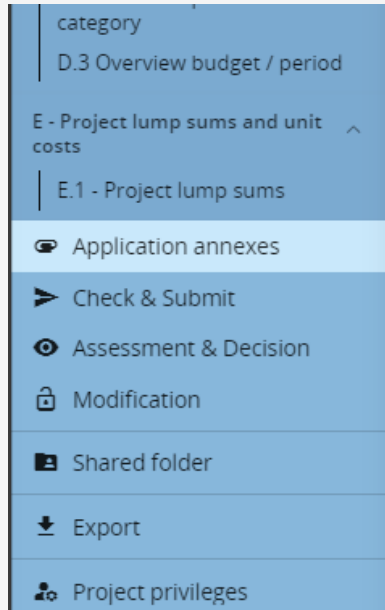 category
D.3 Overview budget / period
E - Project lump sums and unit
costs
E.1 - Project lump sums
Application annexes
Check & Submit
Assessment & Decision
Modification
Shared folder
Export
Project privileges